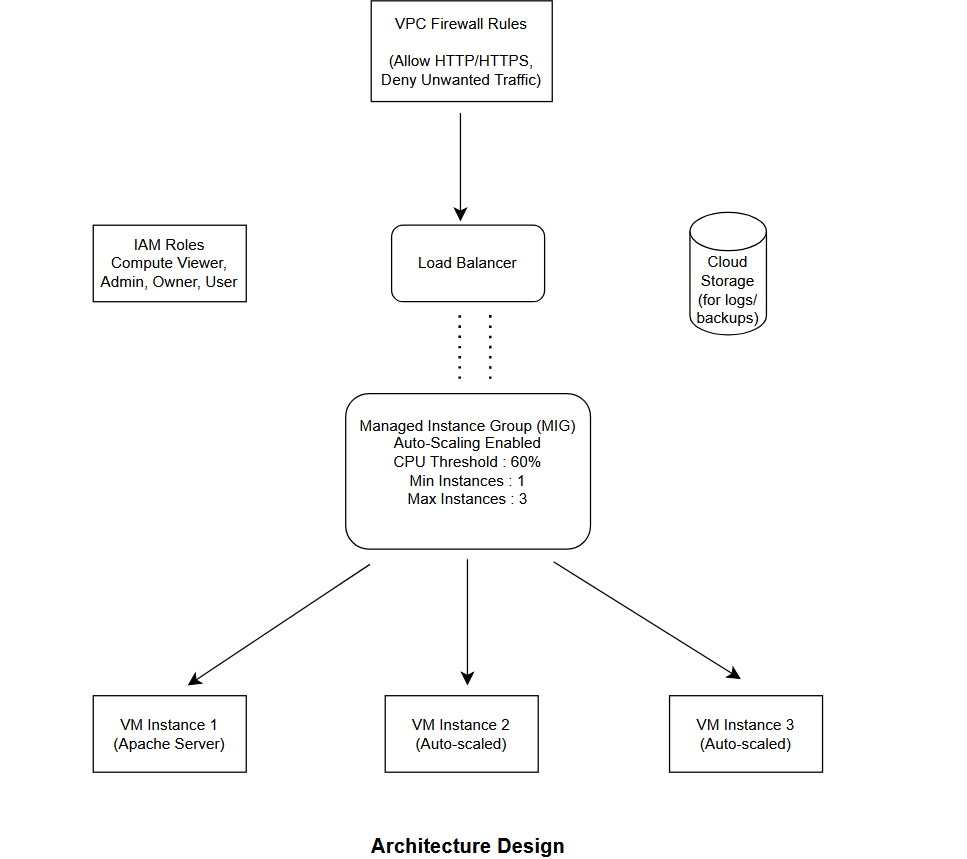 VPC Firewall Rules
(Allow HTTP/HTTPS,
Deny Unwanted Traffic)
IAM Roles
Compute Viewer,
Admin, Owner, User
Load Balancer
Cloud
Storage
(for logs/
backups)
Managed Instance Group (MIG)
Auto-Scaling Enabled
CPU Threshold : 60%
Min Instances : 1
Max Instances : 3
VM Instance 1
(Apache Server)
VM Instance 2
(Auto-scaled)
VM Instance 3
(Auto-scaled)
Architecture Design